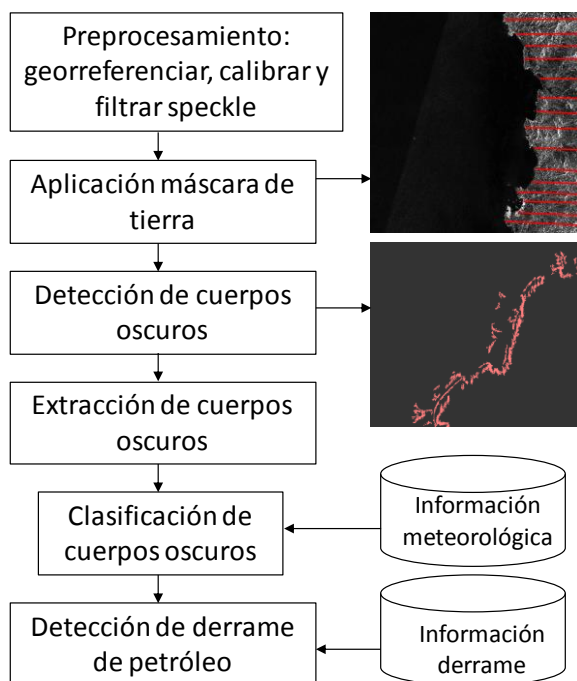 Preprocesamiento:
georreferenciar, calibrar y
filtrar speckle
Aplicación máscara de
tierra
Detección de cuerpos
oscuros
Extracción de cuerpos
oscuros
Clasificación de
cuerpos oscuros
Información
meteorológica
Detección de derrame
de petróleo
Información
derrame